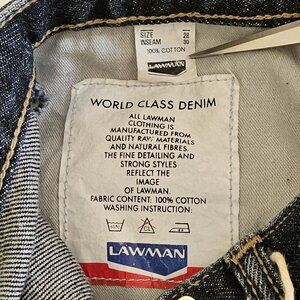 SIZE 28
INSEAM 30
100% COTTON
LAWMAN
WORLD CLASS DENIM
ALL LAWMAN
CLOTHING IS
MANUFACTURED FROM
QUALITY RAW MATERIALS
AND NATURAL FIBRES.
THE FINE DETAILING AND
STRONG STYLES
REFLECT THE
IMAGE
OF LAWMAN.
FABRIC CONTENT: 100% COTTON
WASHING INSTRUCTION:
CL
LAWMAN